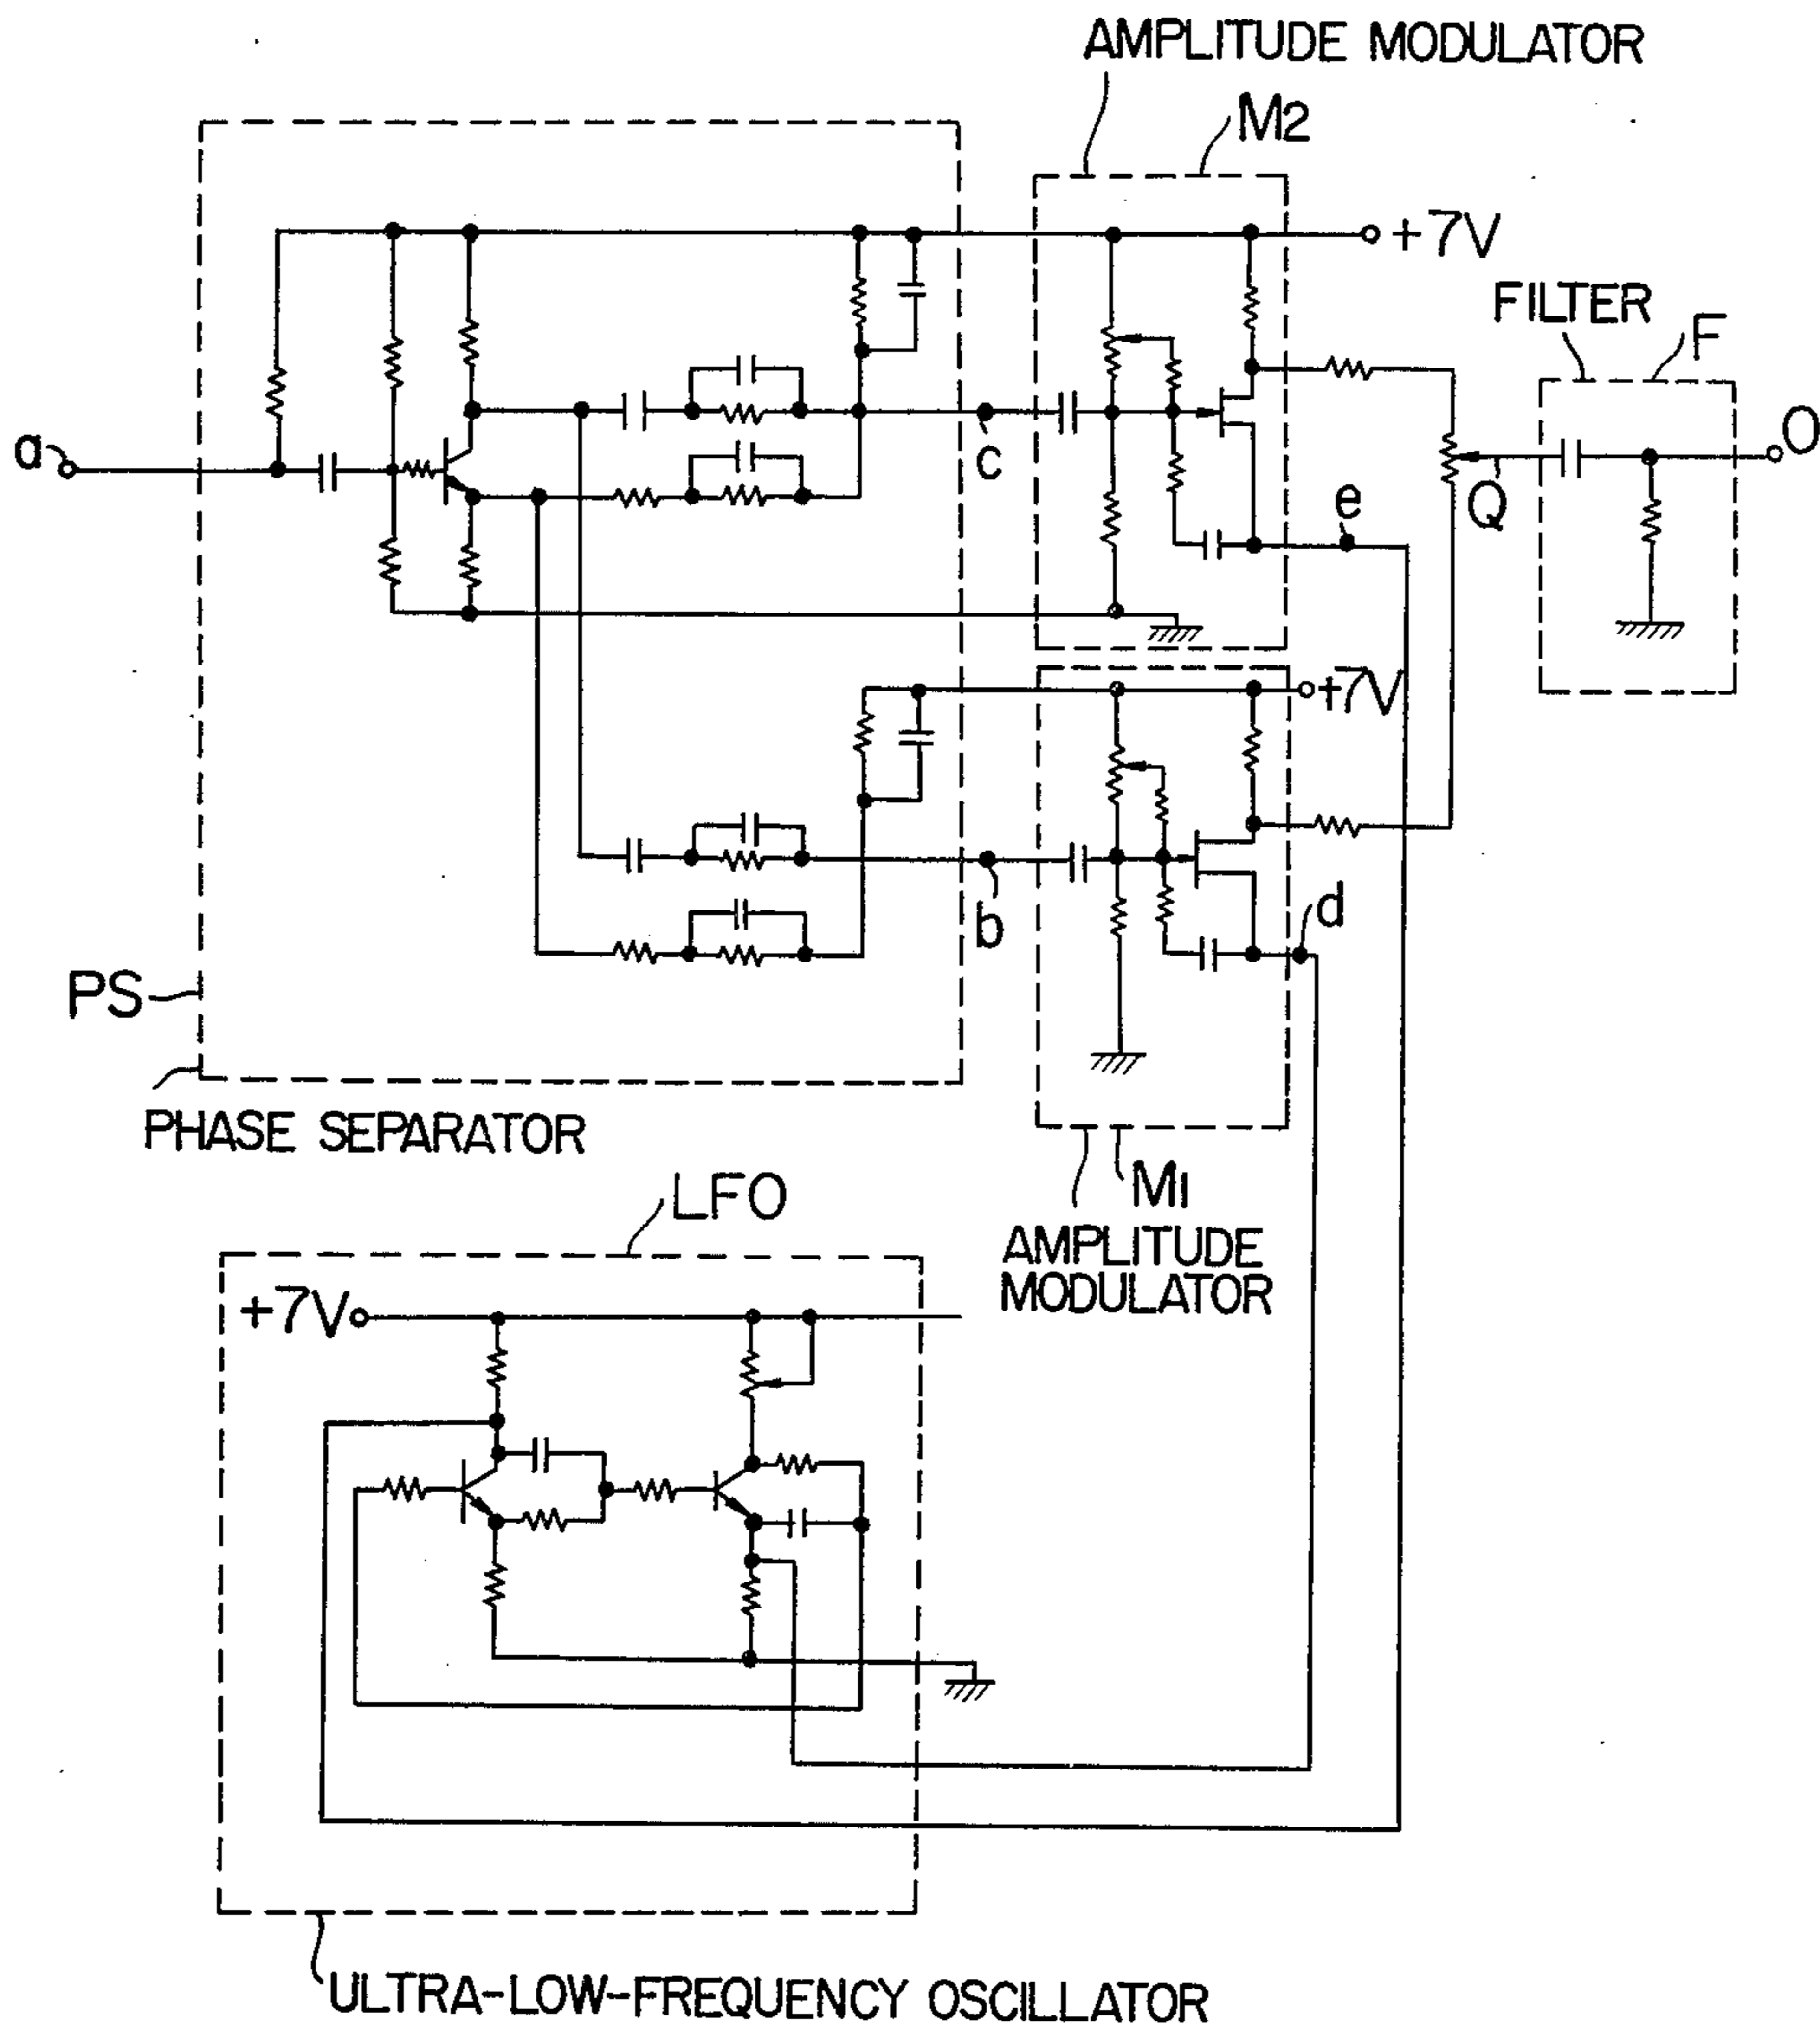 AMPLITUDE MODULATOR
M2
+7V
FILTER
F
a
c
e
Q
O
+7V
b
d
PS
PHASE SEPARATOR
M1
AMPLITUDE
MODULATOR
LFO
+7V
ULTRA-LOW-FREQUENCY OSCILLATOR